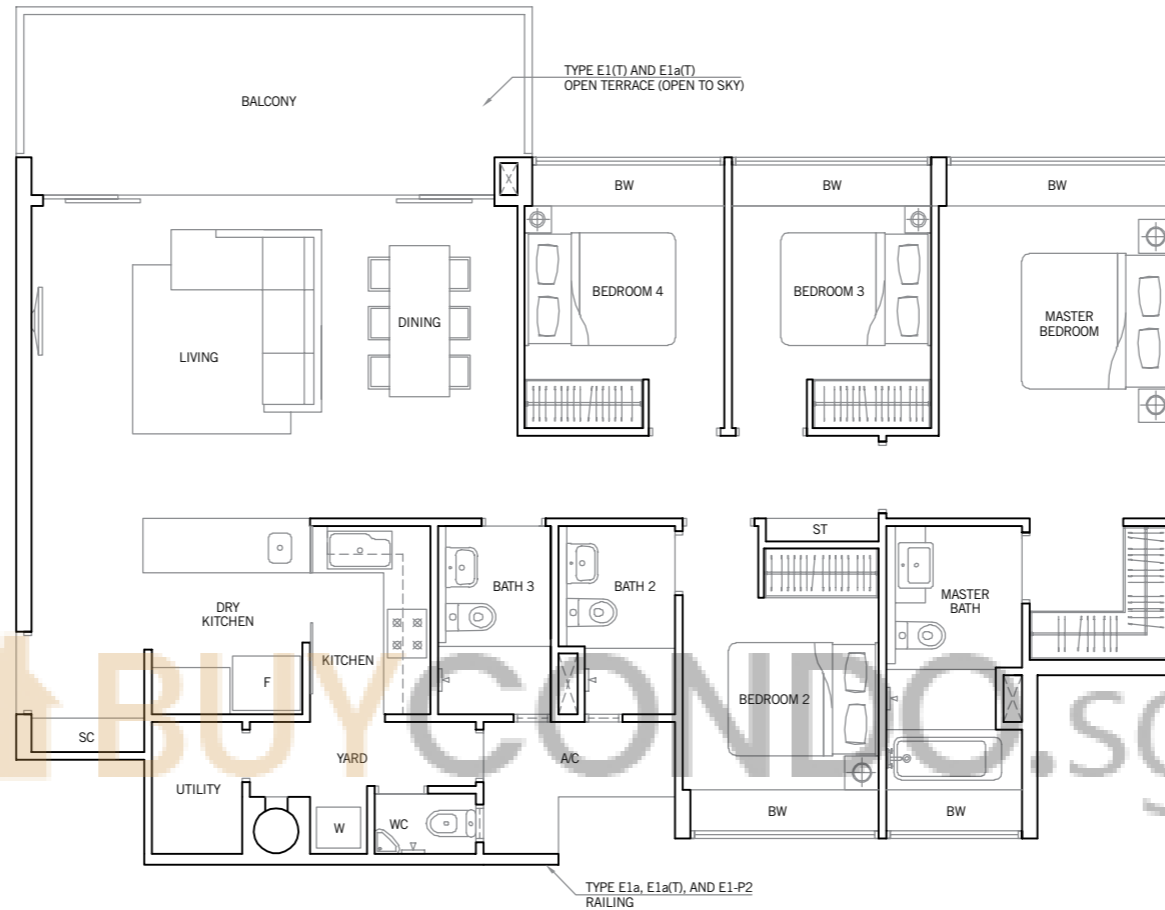 TYPE E1(T) AND E1a(T)
OPEN TERRACE (OPEN TO SKY)
BALCONY
BW
BW
BW
BEDROOM 4
BEDROOM 3
MASTER
BEDROOM
DINING
LIVING
ST
BATH 3
BATH 2
MASTER
BATH
DRY
KITCHEN
KITCHEN
F
BEDROOM 2
BUYCONDO.SG
SC
YARD
A/C
UTILITY
W
WC
BW
BW
TYPE E1a, E1a(T), AND E1-P2
RAILING